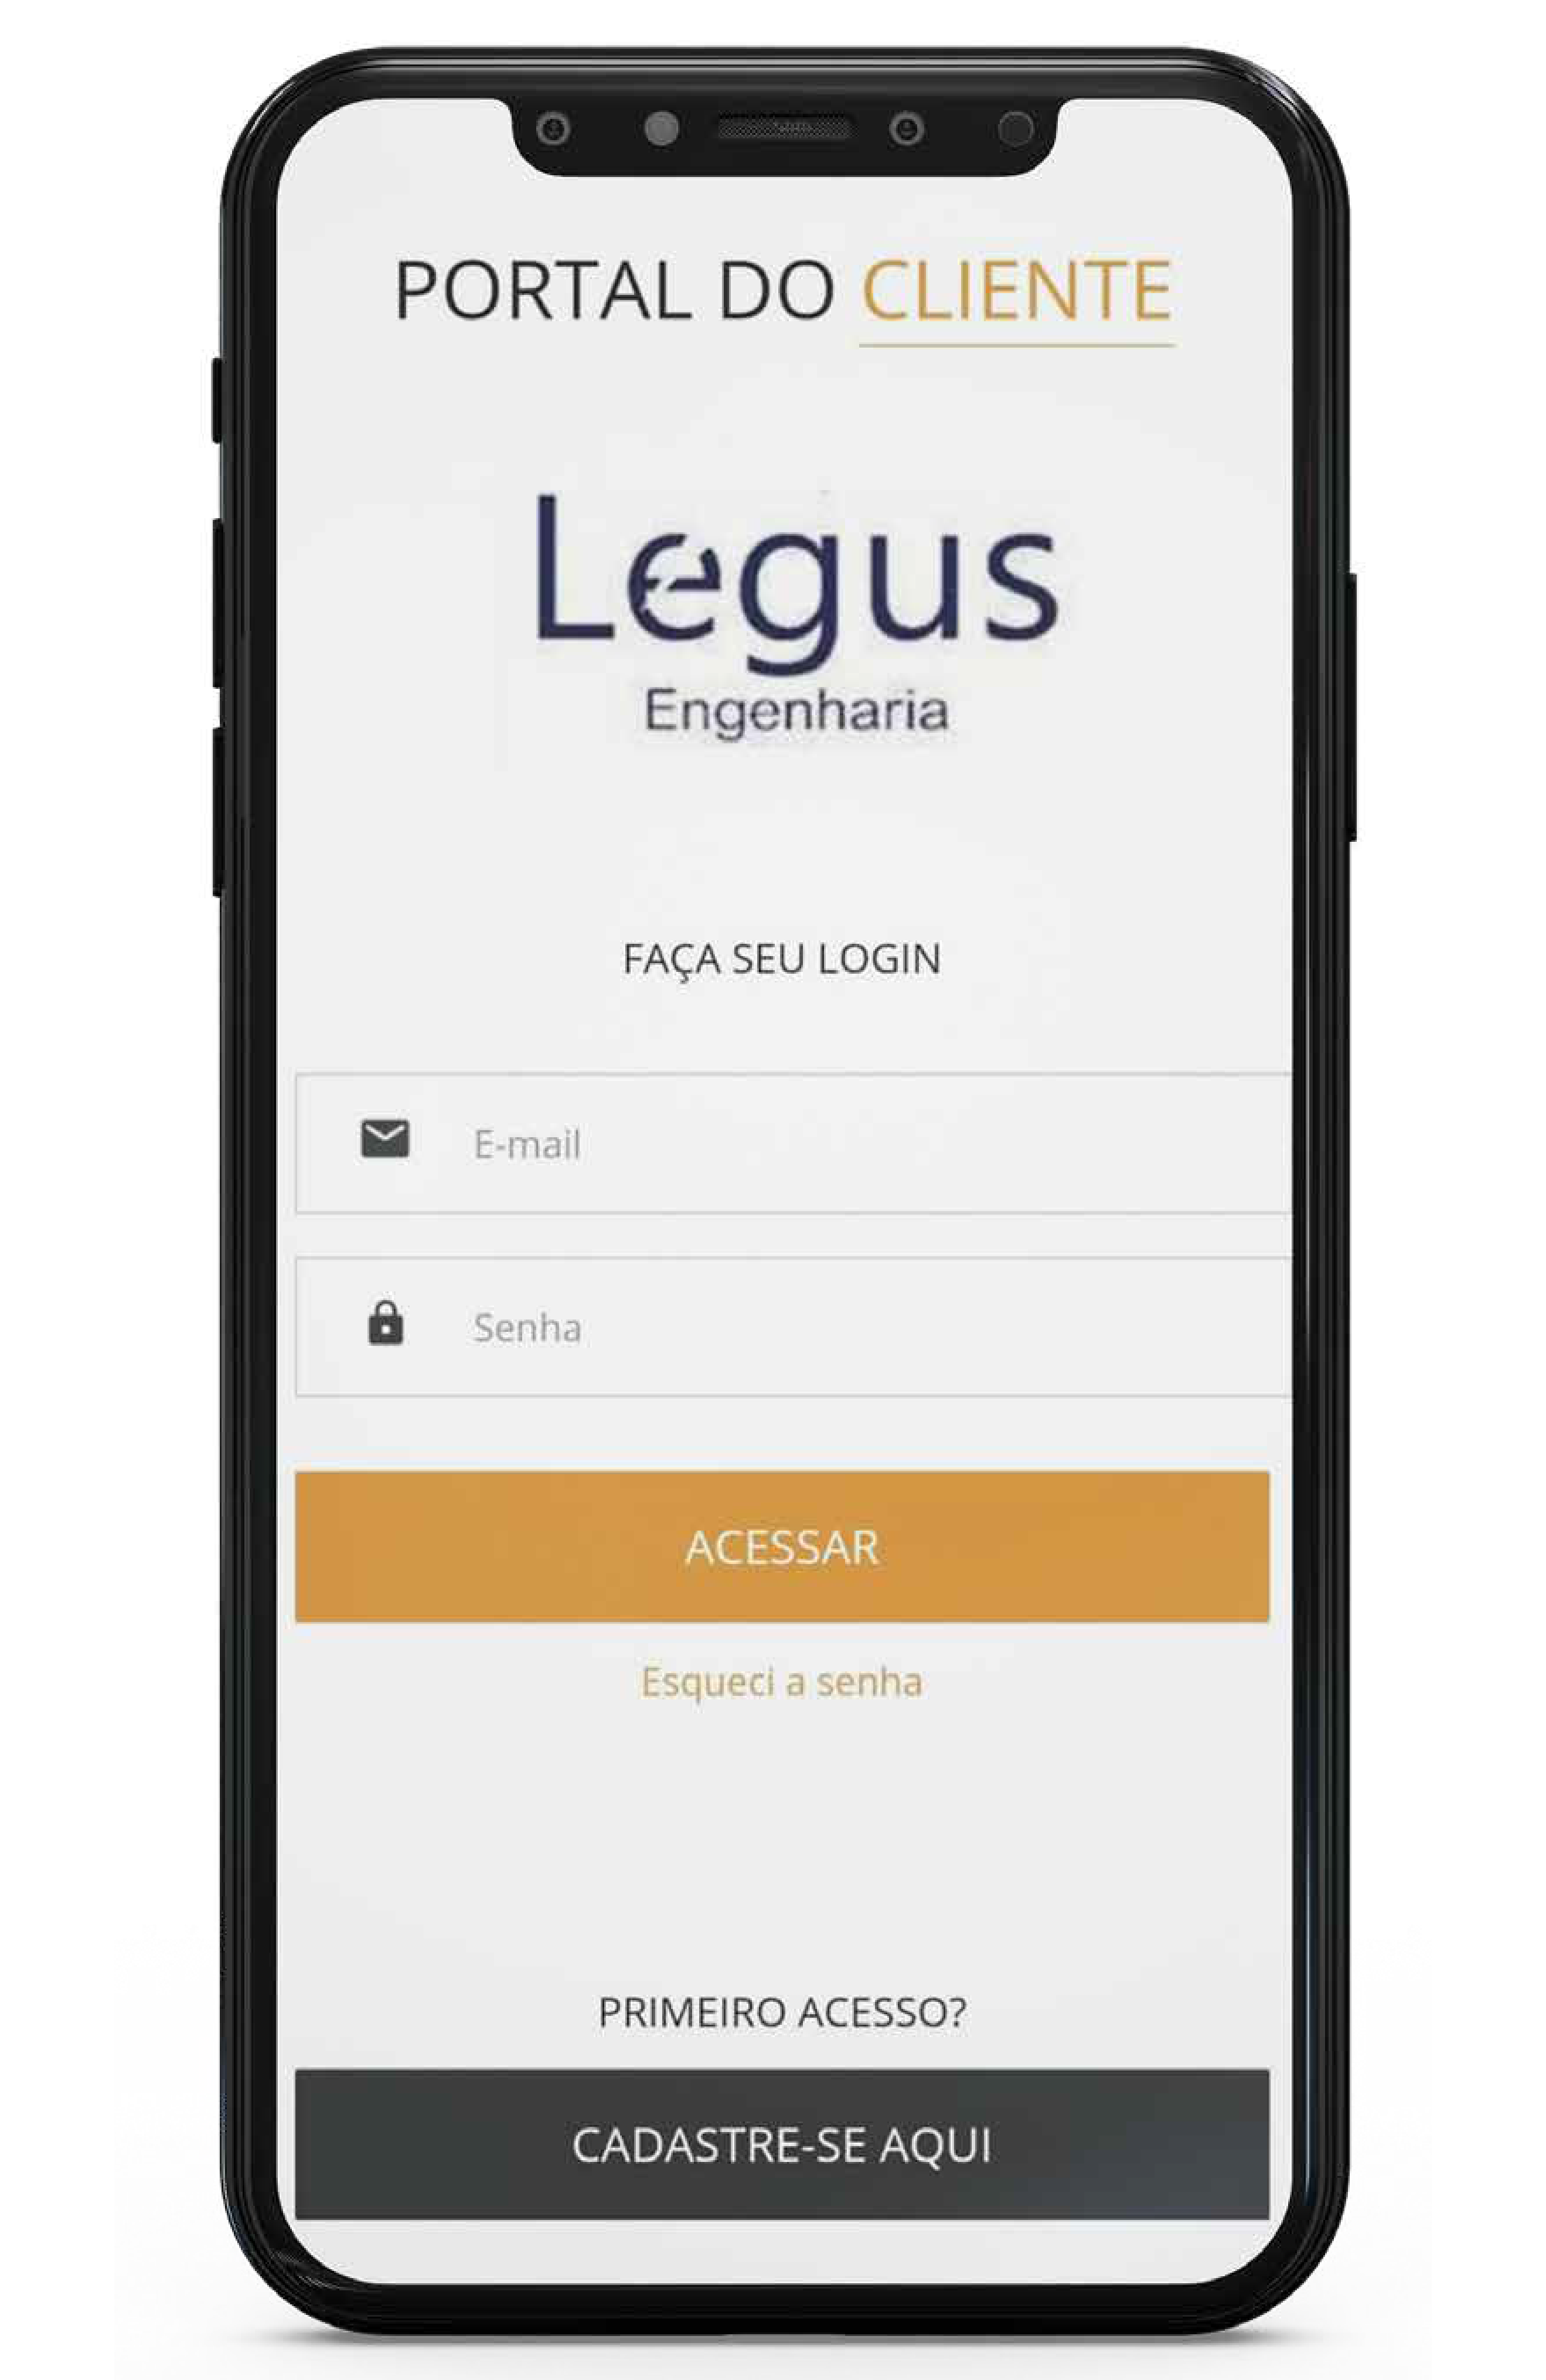 PORTAL DO CLIENTE
Legus
Engenharia
FAÇA SEU LOGIN
E-mail
Senha
ACESSAR
Esqueci a senha
PRIMEIRO ACESSO?
CADASTRE-SE AQUI